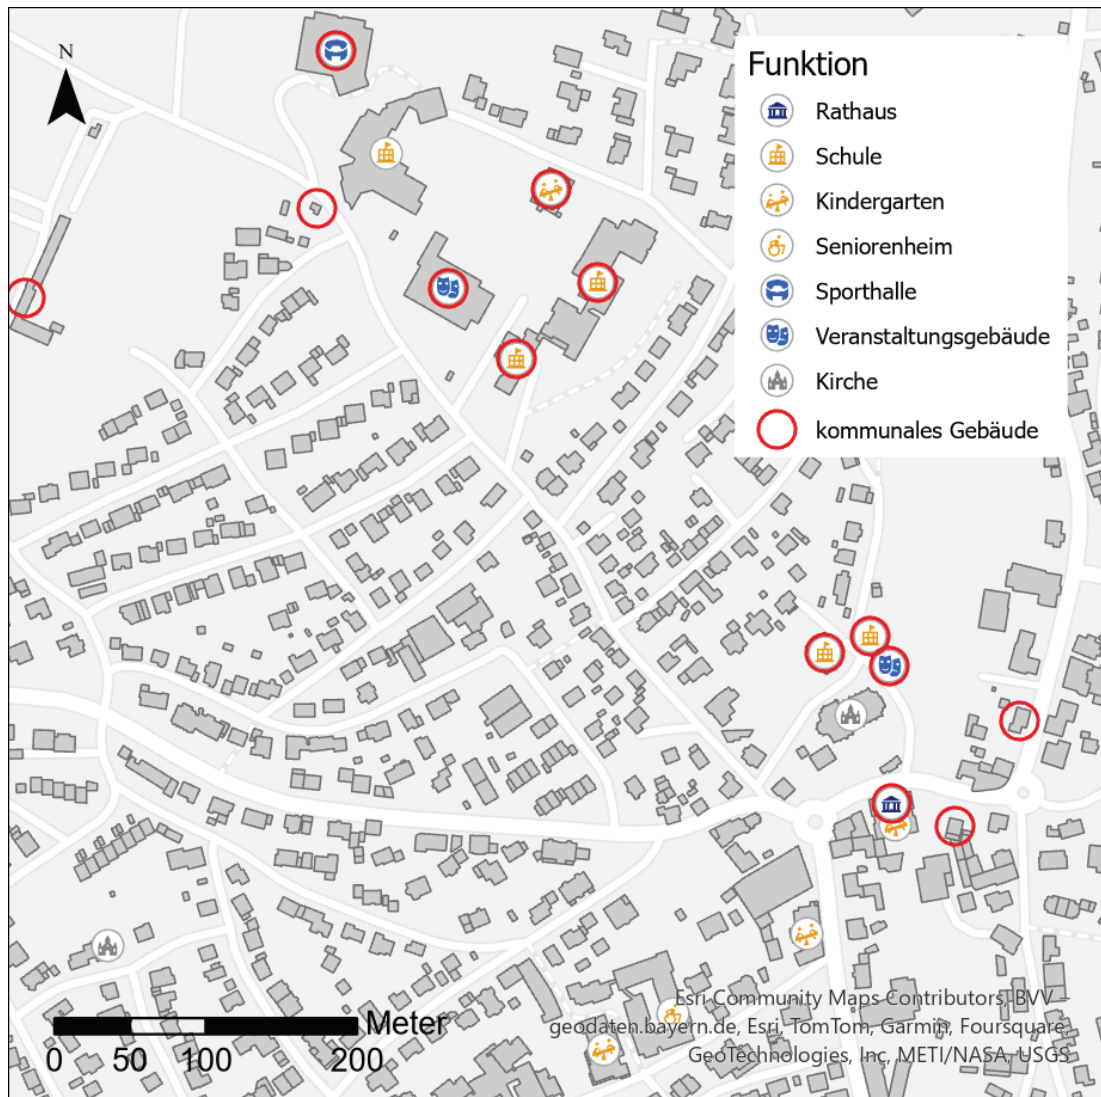 N
Funktion
Rathaus
Schule
Kindergarten
Seniorenheim
Sporthalle
Veranstaltungsgebäude
Kirche
kommunales Gebäude
Meter
0 50 100 200
Esri Community Maps Contributors, BVV -
geodaten.bayern.de, Esri, TomTom, Garmin, Foursquare,
GeoTechnologies, Inc, METI/NASA, USGS